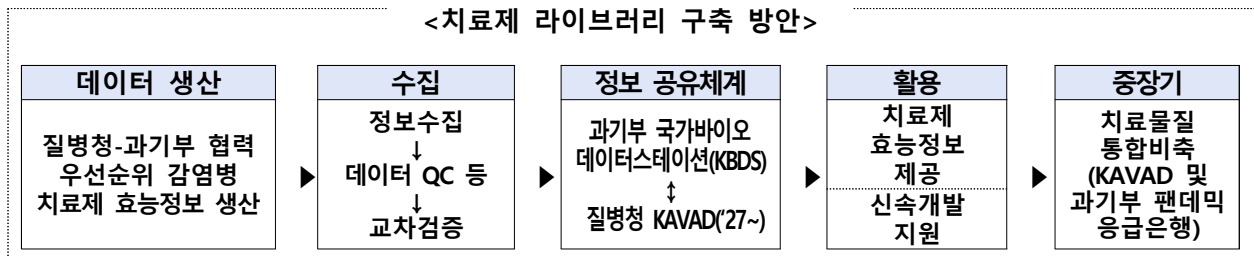 <치료제 라이브러리 구축 방안>
데이터 생산
질병청-과기부 협력
우선순위 감염병
치료제 효능정보 생산
▶
수집
정보수집
↓
데이터 QC 등
↓
교차검증
▶
정보 공유체계
과기부 국가바이오
데이터스테이션(KBDS)
↕
질병청 KAVAD('27~)
▶
활용
치료제
효능정보
제공
신속개발
지원
▶
중장기
치료물질
통합비축
(KAVAD 및
과기부 팬데믹
응급은행)